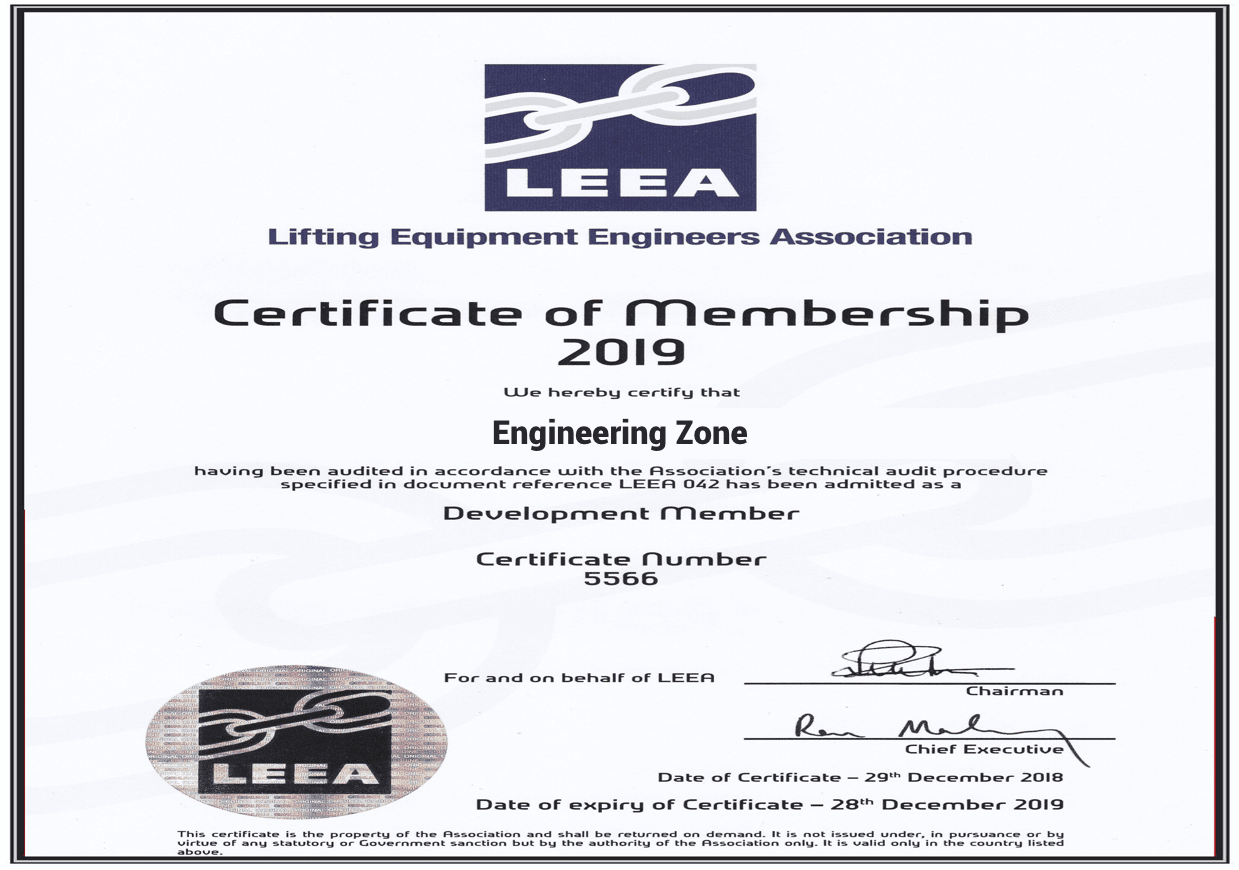 LEEA
Lifting Equipment Engineers Association
Certificate of Membership
2019
We hereby certify that
Engineering Zone
having been audited in accordance with the Association's technical audit procedure
specified in document reference LEEA 042 has been admitted as a
Development Member
Certificate Number
5566
For and on behalf of LEEA
Chairman
Chief Executive
LEEA
Date of Certificate – 29th December 2018
Date of expiry of Certificate – 28th December 2019
This certificate is the property of the Association and shall be returned on demand. It is not issued under, in pursuance or by
virtue of any statutory or Government sanction but by the authority of the Association only. It is valid only in the country listed
above.